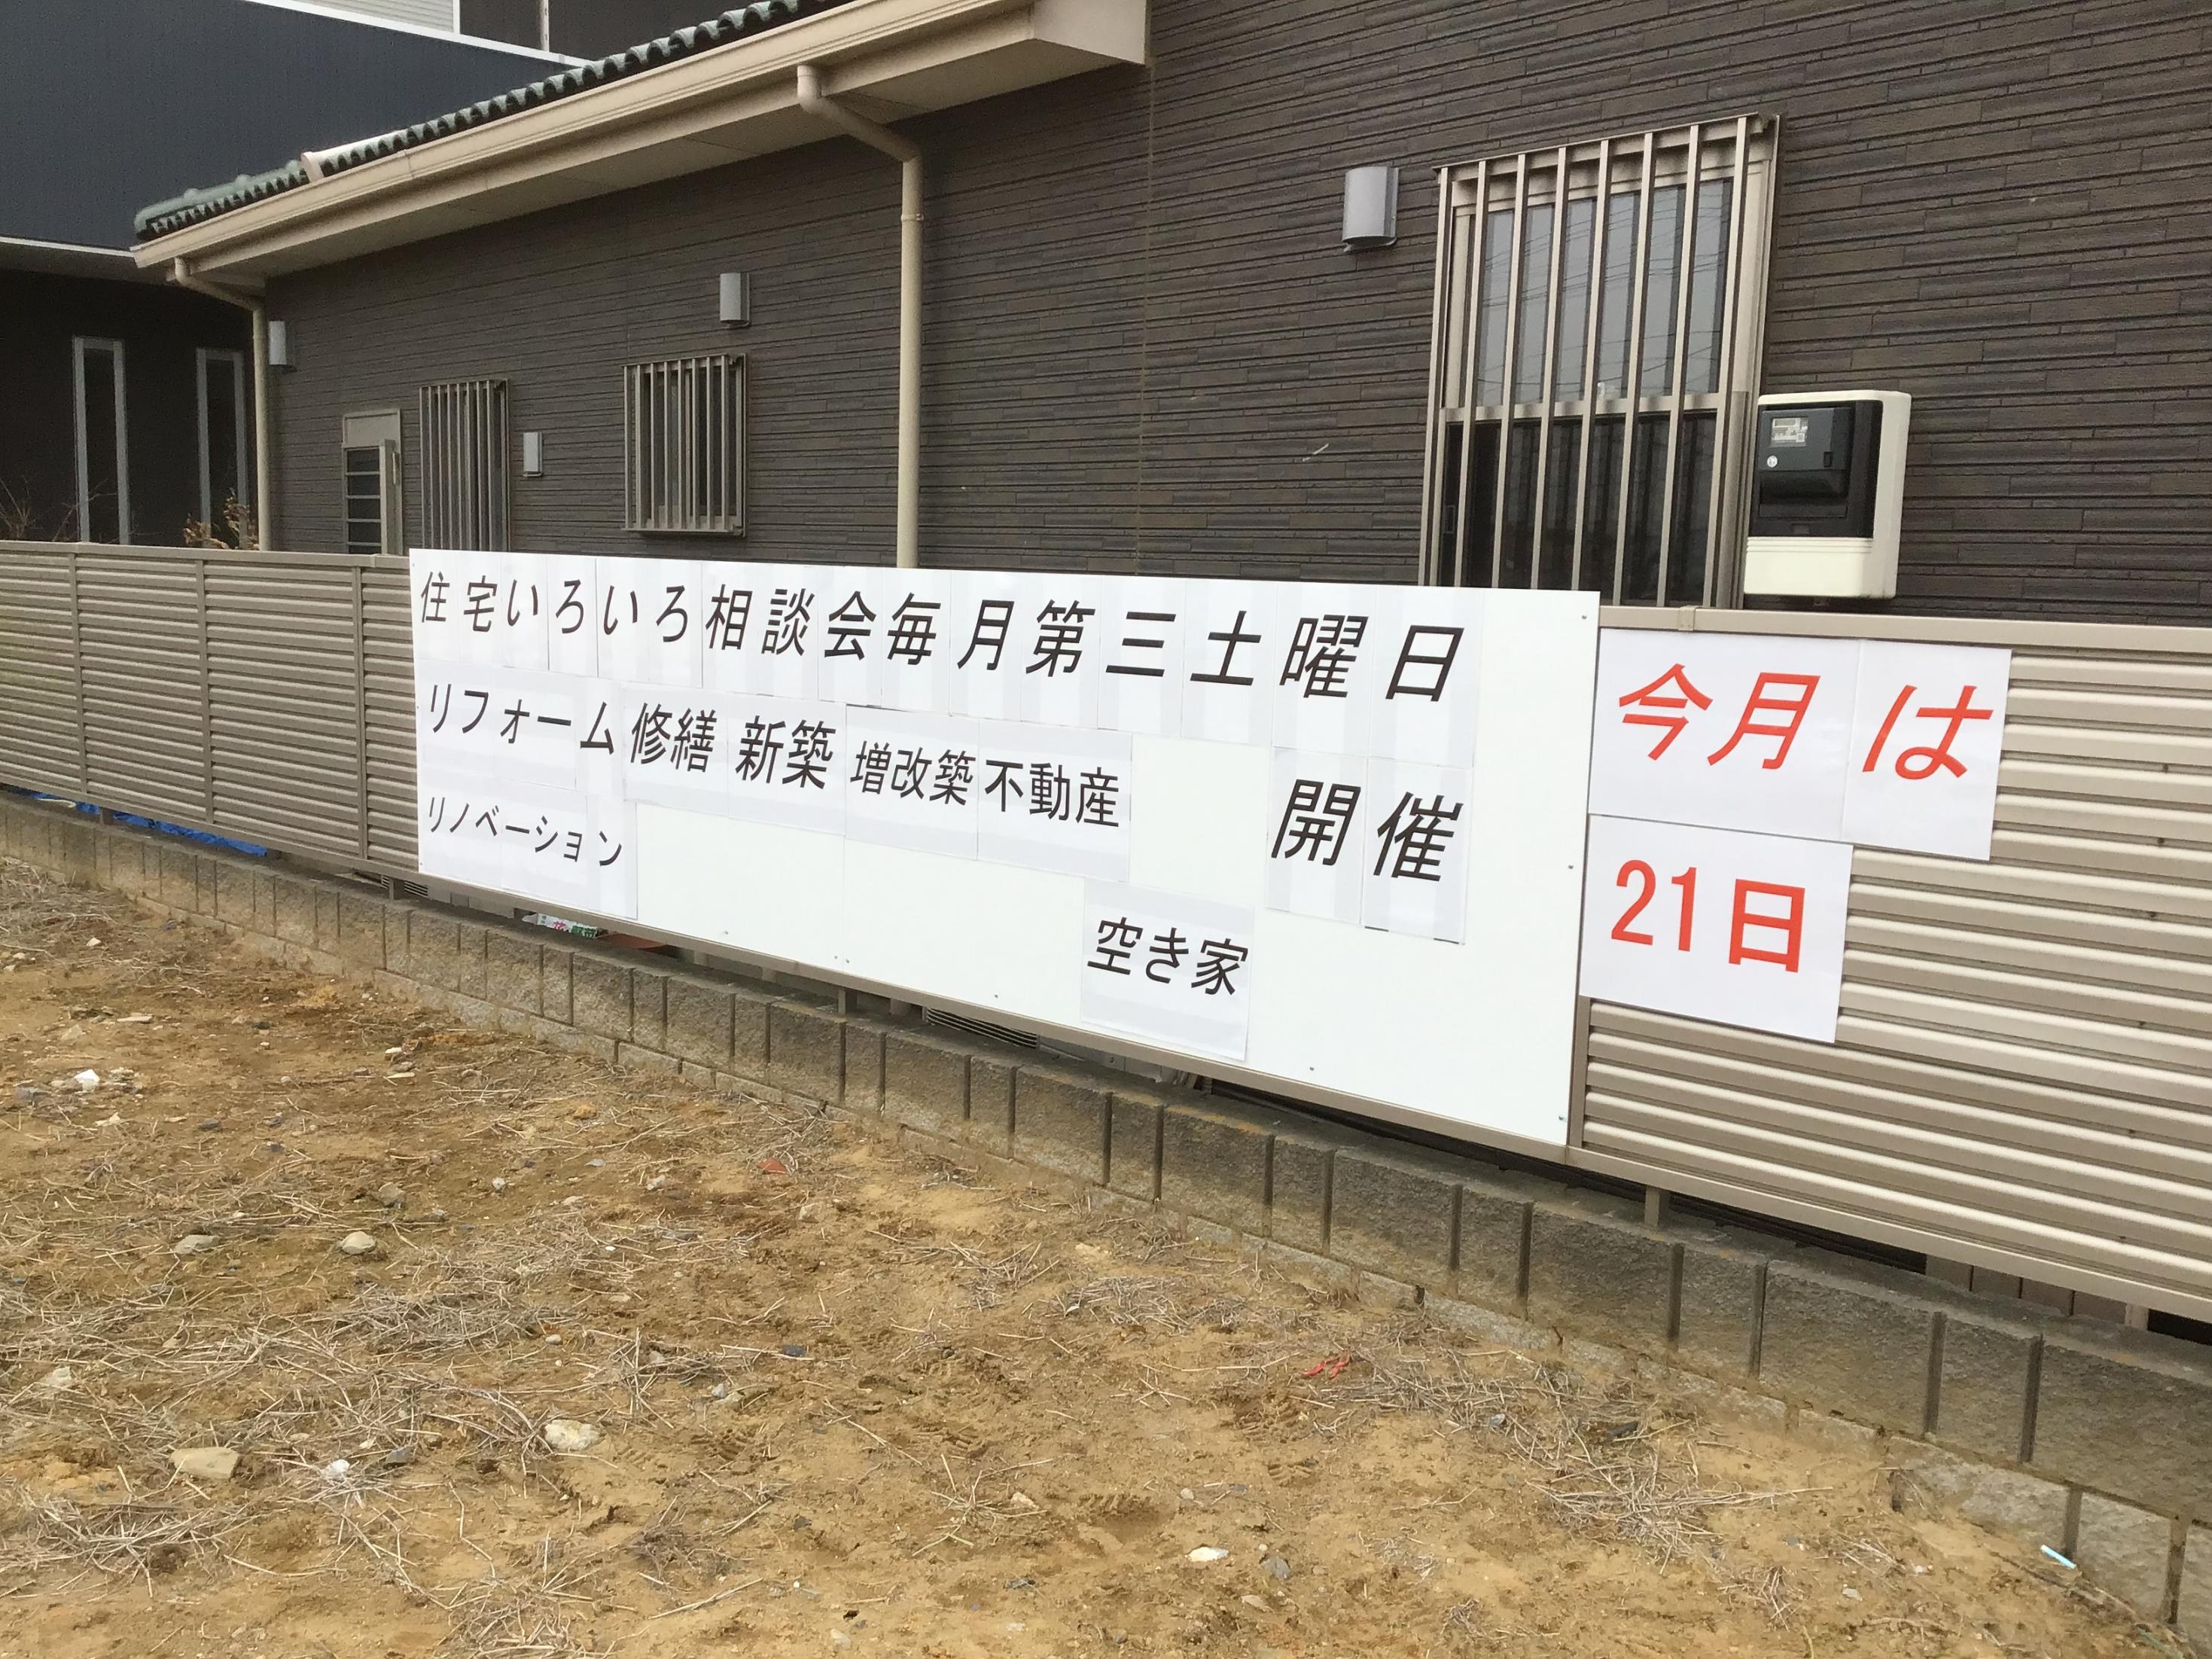 住宅いろいろ相談会毎月第三土曜日
リフォーム修繕新築増改築不動産
開催
リノベーション
空き家
今月は
21日